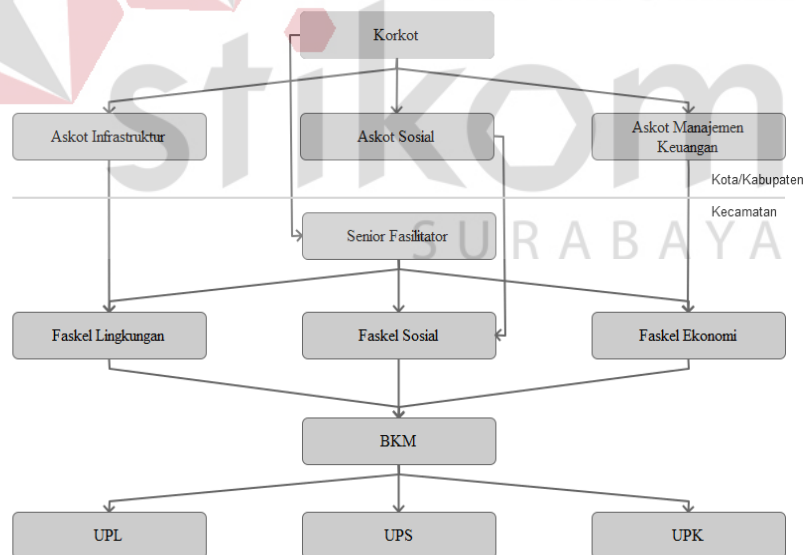 Korkot
Askot Infrastruktur
Askot Sosial
Askot Manajemen
Keuangan
Kota/Kabupaten
Kecamatan
Senior Fasilitator
Faskel Lingkungan
Faskel Sosial
Faskel Ekonomi
BKM
UPL
UPS
UPK
stikom
SURABAYA